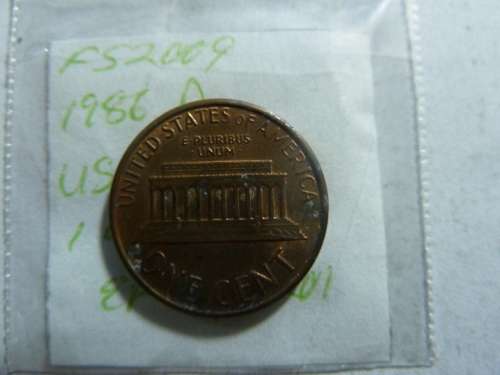 FS2009
1986 D
UNITED STATES OF AMERICA
E·PLURIBUS
UNUM
US
1
ONE CENT